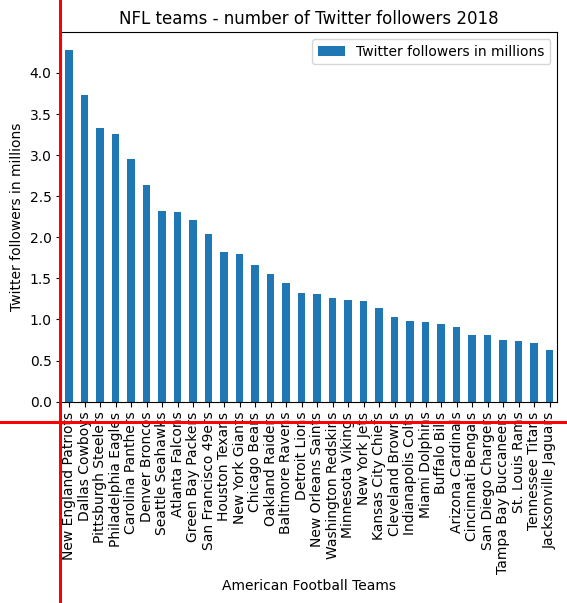 NFL teams - number of Twitter followers 2018
Twitter followers in millions
Twitter followers in millions
4.0
3.5
3.0
2.5
2.0
1.5
1.0
0.5
0.0
New England Patriots
Dallas Cowboys
Pittsburgh Steelers
Philadelphia Eagles
Carolina Panthers
Denver Broncos
Seattle Seahawks
Atlanta Falcons
Green Bay Packers
San Francisco 49ers
Houston Texans
New York Giants
Chicago Bears
Oakland Raiders
Baltimore Ravens
Detroit Lions
New Orleans Saints
Washington Redskins
Minnesota Vikings
New York Jets
Kansas City Chiefs
Cleveland Browns
Indianapolis Colts
Miami Dolphins
Buffalo Bills
Arizona Cardinals
Cincinnati Bengals
San Diego Chargers
Tampa Bay Buccaneers
St. Louis Rams
Tennessee Titans
Jacksonville Jaguars
American Football Teams